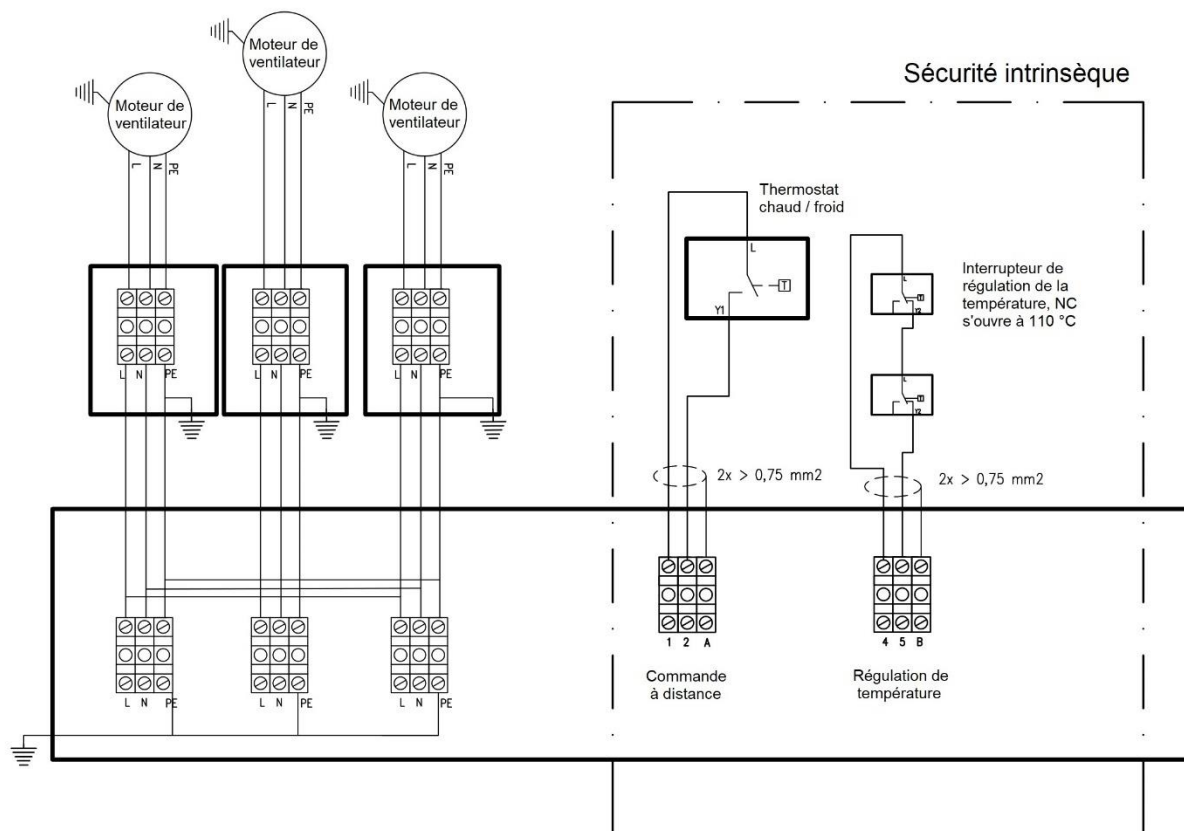 Moteur de
ventilateur
L N PE
Moteur de
ventilateur
L N PE
Moteur de
ventilateur
L N PE
Sécurité intrinsèque
Thermostat
chaud / froid
L
T
Y1
Interrupteur de
régulation de la
température, NC
s'ouvre à 110 °C
L
T
Y2
L
T
Y2
L N PE
L N PE
L N PE
2x > 0,75 mm2
2x > 0,75 mm2
1 2 A
4 5 B
Commande
à distance
Régulation de
température
L N PE
L N PE
L N PE